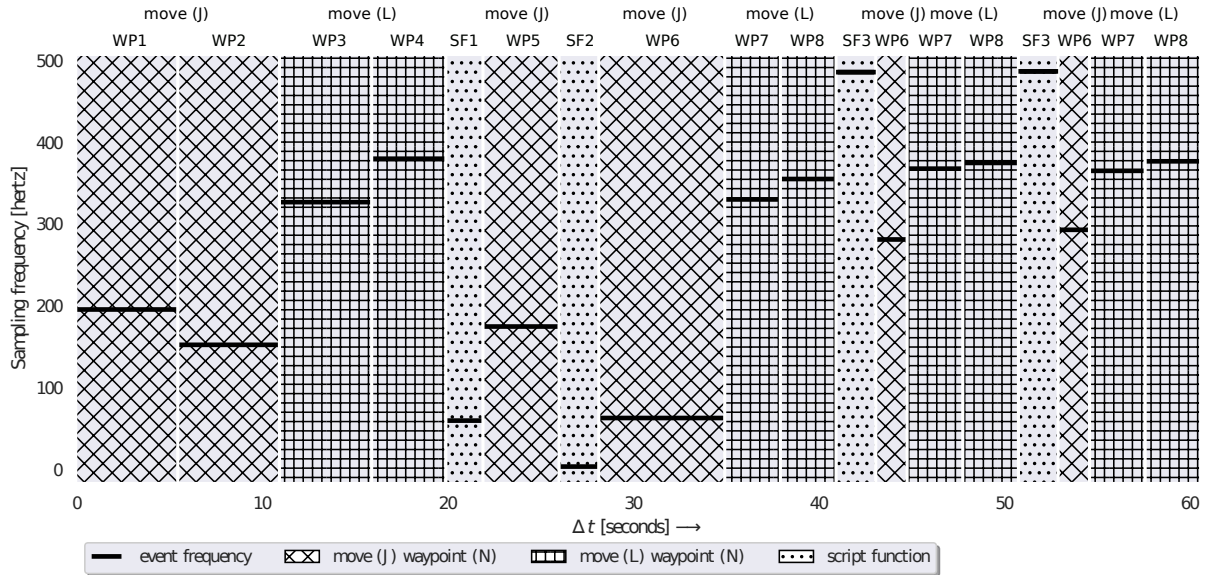 move (J) move (L) move (J) move (J) move (L) move (J) move (L) move (J) move (L)
WP1 WP2 WP3 WP4 SF1 WP5 SF2 WP6 WP7 WP8 SF3 WP6 WP7 WP8 SF3 WP6 WP7 WP8
500
400
300
200
100
0
Sampling frequency [hertz]
0 10 20 30 40 50 60
Δ t [seconds] →
event frequency move (J) waypoint (N) move (L) waypoint (N) script function